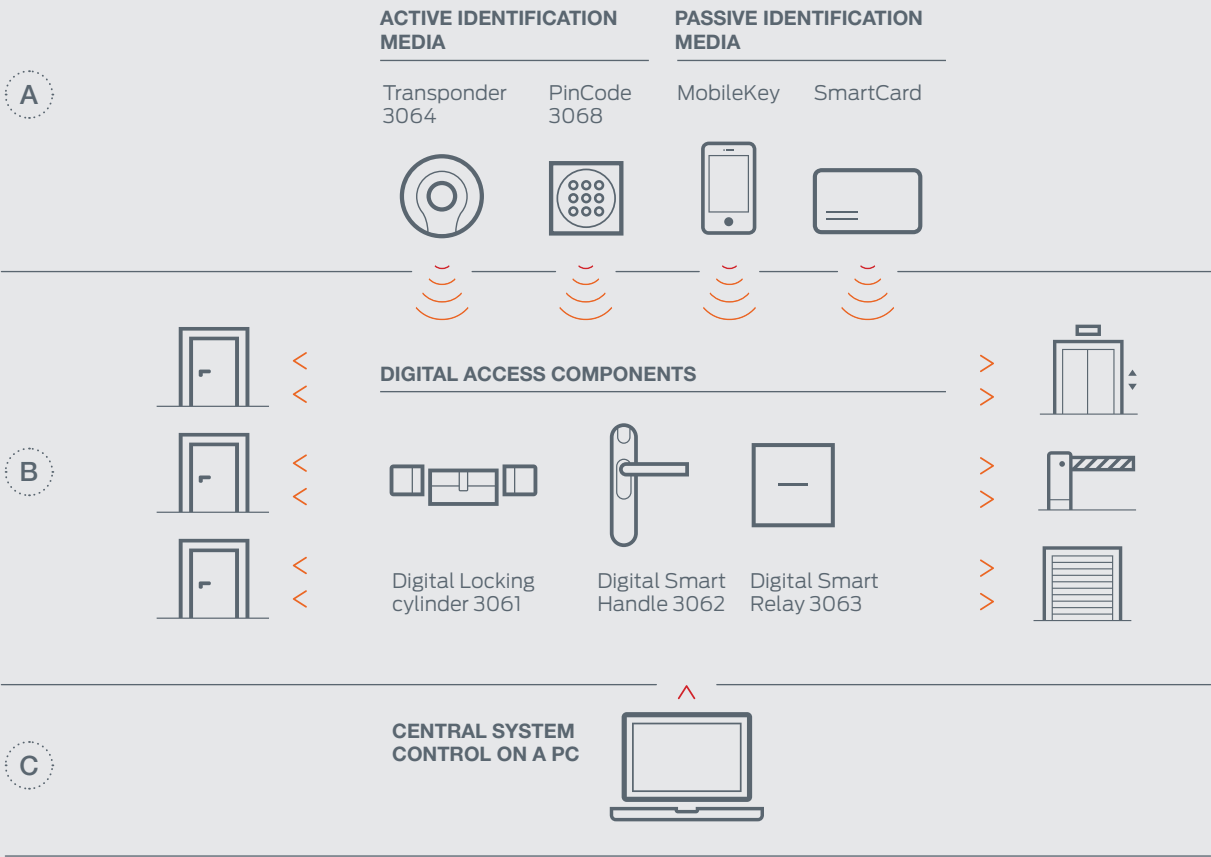 ACTIVE IDENTIFICATION
MEDIA
PASSIVE IDENTIFICATION
MEDIA
A
Transponder
3064
PinCode
3068
MobileKey
SmartCard
DIGITAL ACCESS COMPONENTS
B
Digital Locking
cylinder 3061
Digital Smart
Handle 3062
Digital Smart
Relay 3063
CENTRAL SYSTEM
CONTROL ON A PC
C